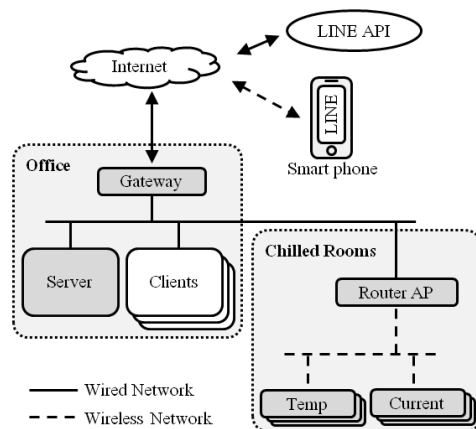 LINE API
Internet
LINE
Smart phone
Office
Gateway
Server
Clients
Chilled Rooms
Router AP
Temp
Current
Wired Network
Wireless Network